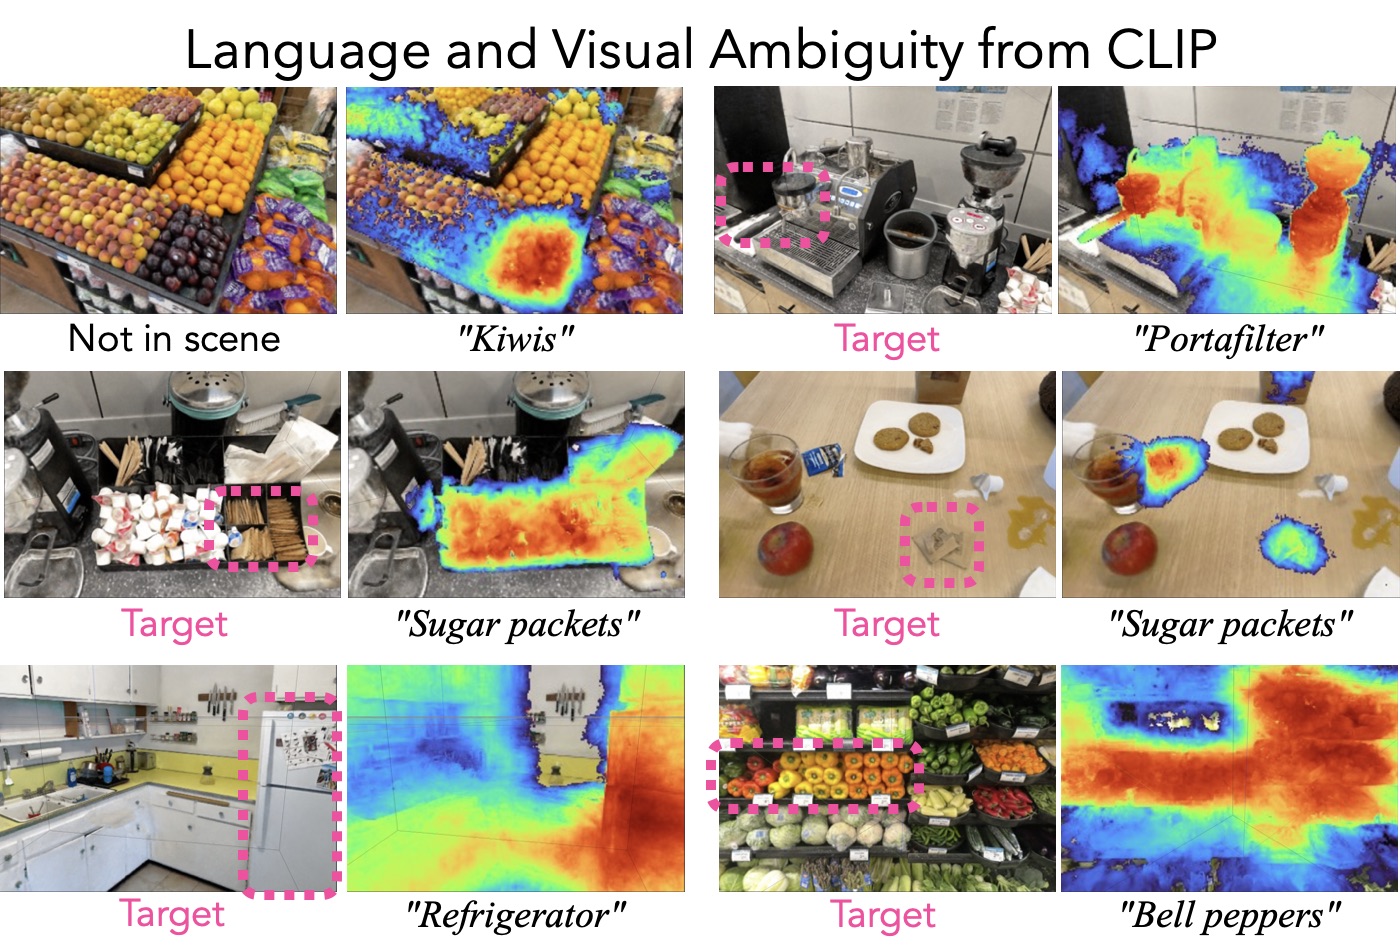 Language and Visual Ambiguity from CLIP
Not in scene
"Kiwis"
Target
"Portafilter"
Target
"Sugar packets"
Target
"Sugar packets"
Target
"Refrigerator"
Target
"Bell peppers"